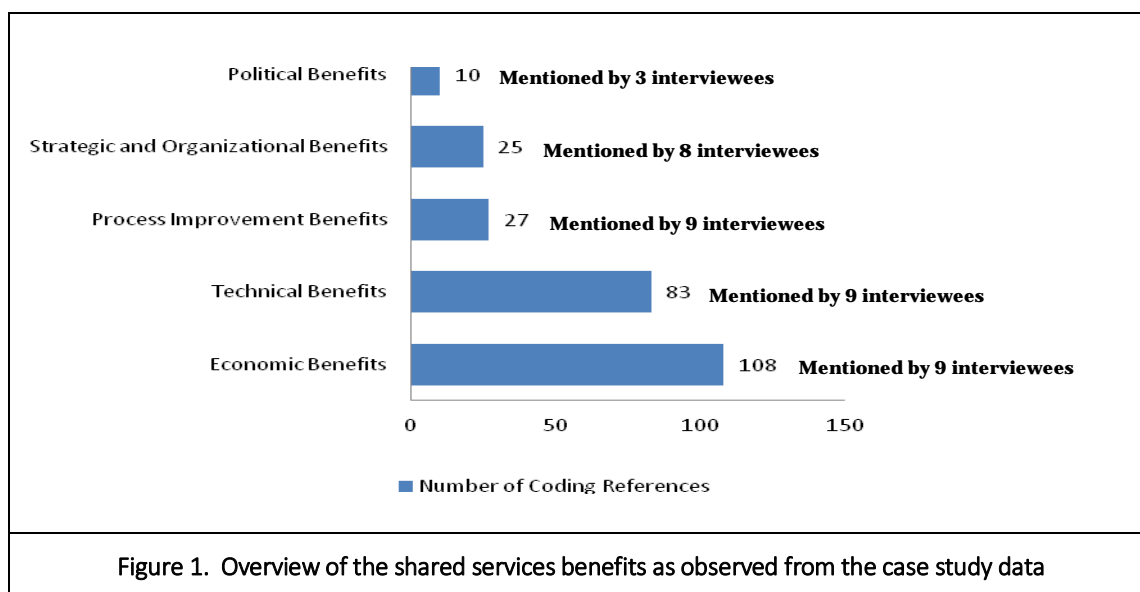 Political Benefits 10 Mentioned by 3 interviewees
Strategic and Organizational Benefits 25 Mentioned by 8 interviewees
Process Improvement Benefits 27 Mentioned by 9 interviewees
Technical Benefits 83 Mentioned by 9 interviewees
Economic Benefits 108 Mentioned by 9 interviewees
0 50 100 150
Number of Coding References
Figure 1. Overview of the shared services benefits as observed from the case study data